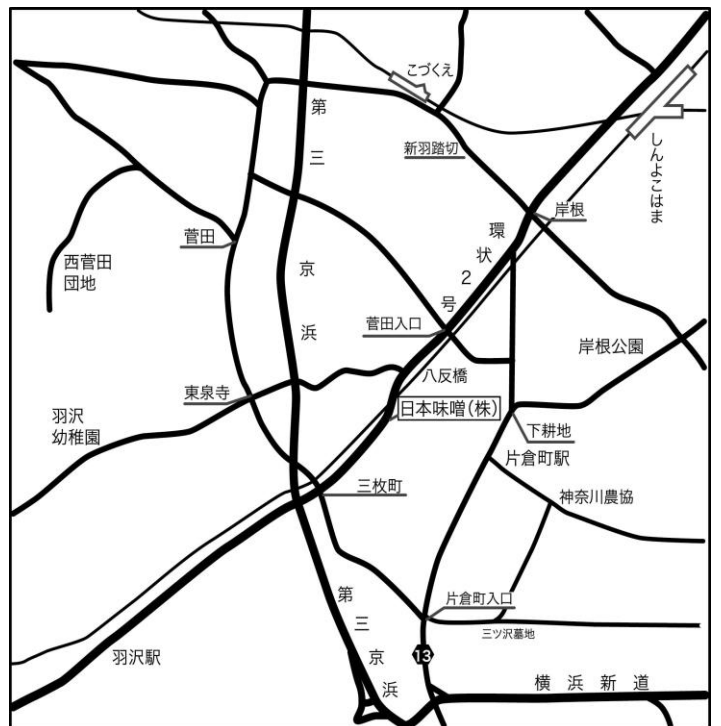 こづくえ
第三
新羽踏切
しんよこはま
岸根
環状2号
菅田
西菅田
団地
京浜
菅田入口
岸根公園
八反橋
東泉寺
日本味噌(株)
羽沢
幼稚園
下耕地
片倉町駅
三枚町
神奈川農協
第三京浜
片倉町入口
三ツ沢墓地
羽沢駅
13
横浜新道